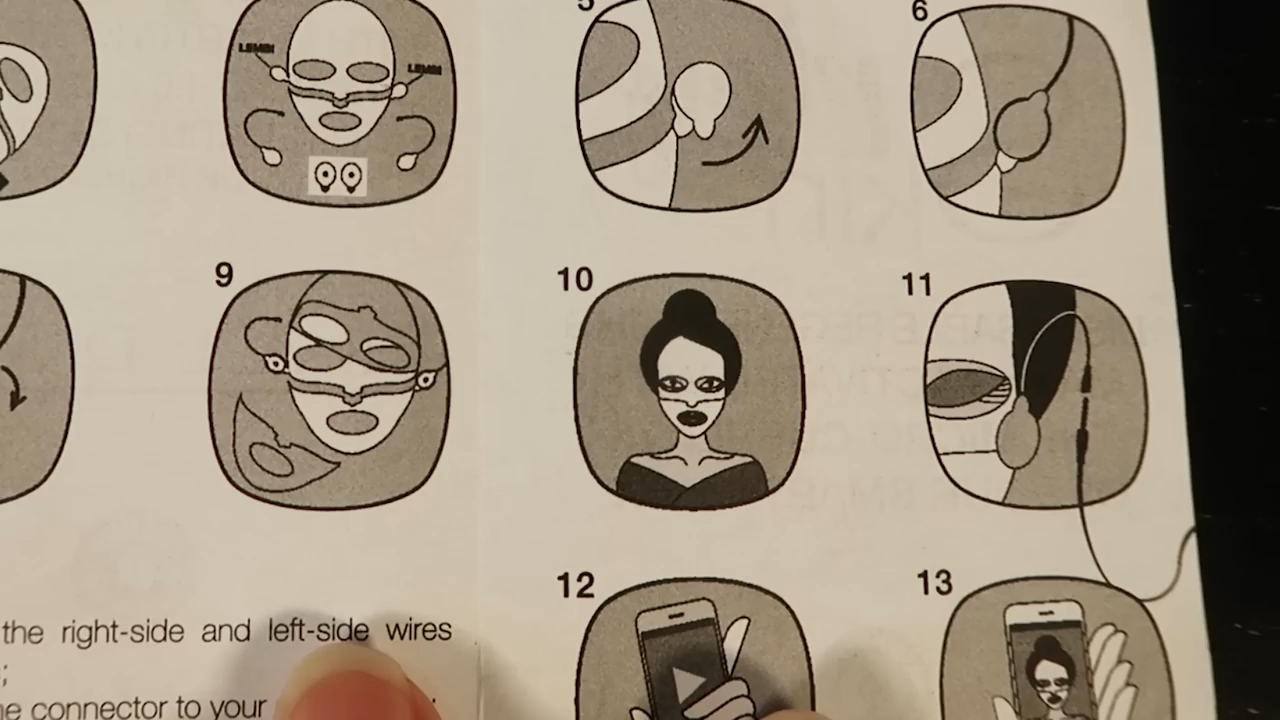 5
6
LEMBI
LEMBI
9
10
11
12
13
the right-side and left-side wires
;
connector to your